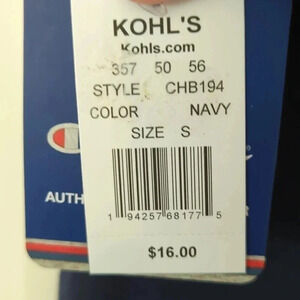 KOHL'S
Kohls.com
357 50 56
STYLE CHB194
COLOR NAVY
SIZE S
1 94257 68177 5
$16.00
AUTH